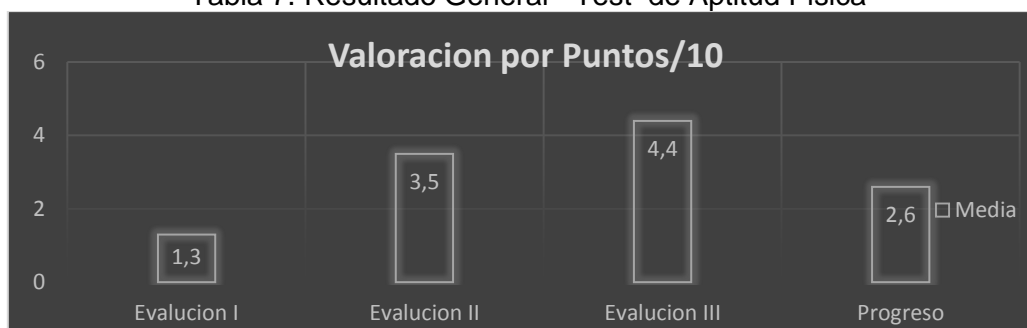 Tabla 7. Resultado General - Test de Aptitud Física
Valoracion por Puntos/10
6
4
2
0
1,3
3,5
4,4
2,6
Media
Evalucion I
Evalucion II
Evalucion III
Progreso